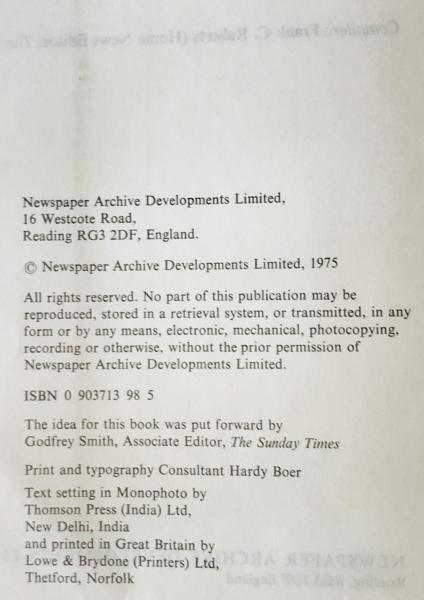 Newspaper Archive Developments Limited,
16 Westcote Road,
Reading RG3 2DF, England.
© Newspaper Archive Developments Limited, 1975
All rights reserved. No part of this publication may be
reproduced, stored in a retrieval system, or transmitted, in any
form or by any means, electronic, mechanical, photocopying,
recording or otherwise, without the prior permission of
Newspaper Archive Developments Limited.
ISBN 0 903713 98 5
The idea for this book was put forward by
Godfrey Smith, Associate Editor, The Sunday Times
Print and typography Consultant Hardy Boer
Text setting in Monophoto by
Thomson Press (India) Ltd,
New Delhi, India
and printed in Great Britain by
Lowe & Brydone (Printers) Ltd,
Thetford, Norfolk